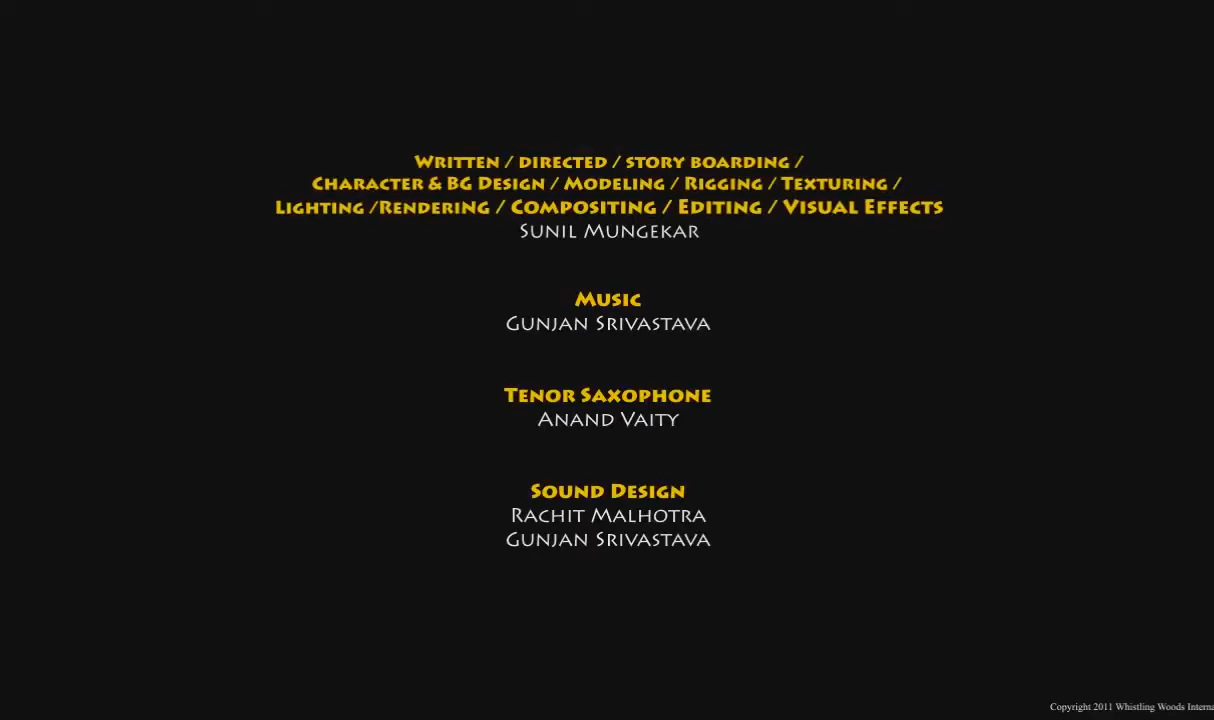 Written / directed / story boarding /
Character & BG Design / Modeling / Rigging / Texturing /
Lighting /Rendering / Compositing / Editing / Visual Effects
Sunil Mungekar
Music
Gunjan Srivastava
Tenor Saxophone
Anand Vaity
Sound Design
Rachit Malhotra
Gunjan Srivastava
Copyright 2011 Whistling Woods Interna